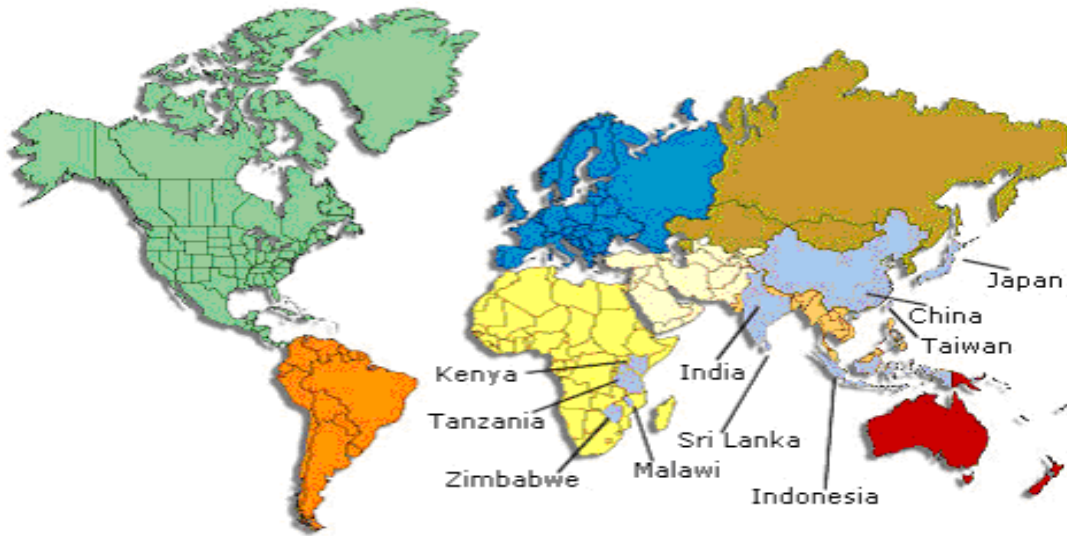 Japan
China
Taiwan
Kenya
India
Tanzania
Sri Lanka
Zimbabwe
Malawi
Indonesia